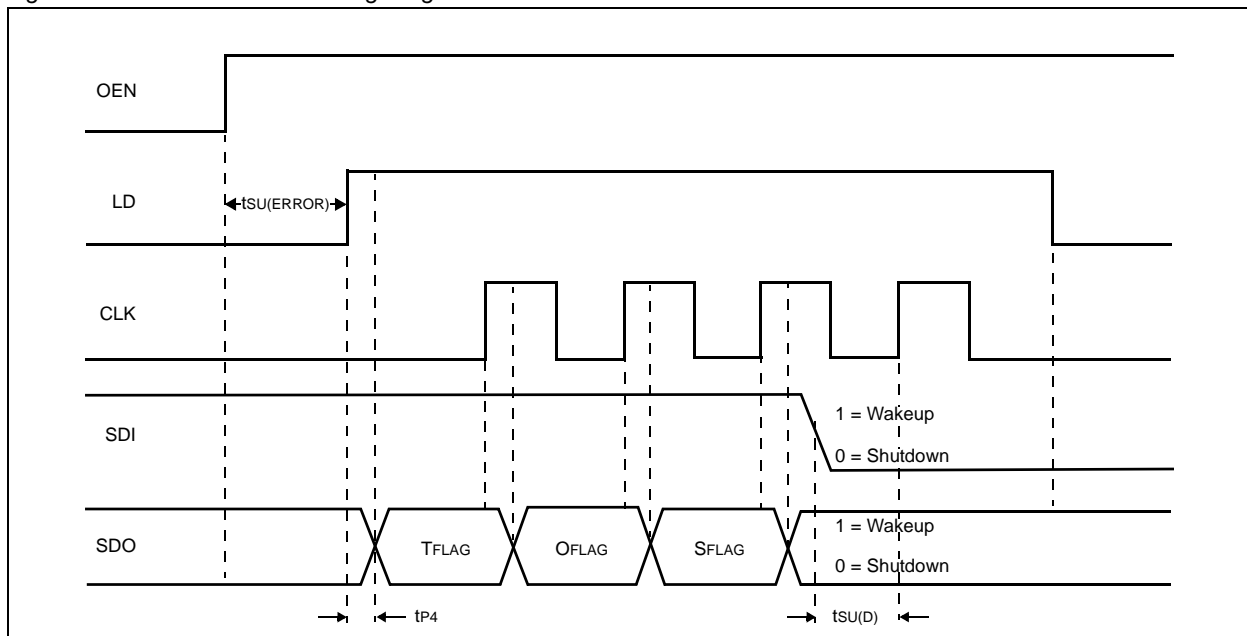 OEN
LD
tSU(ERROR)
CLK
SDI
1 = Wakeup
0 = Shutdown
SDO
TFLAG
OFLAG
SFLAG
1 = Wakeup
0 = Shutdown
tP4
tSU(D)